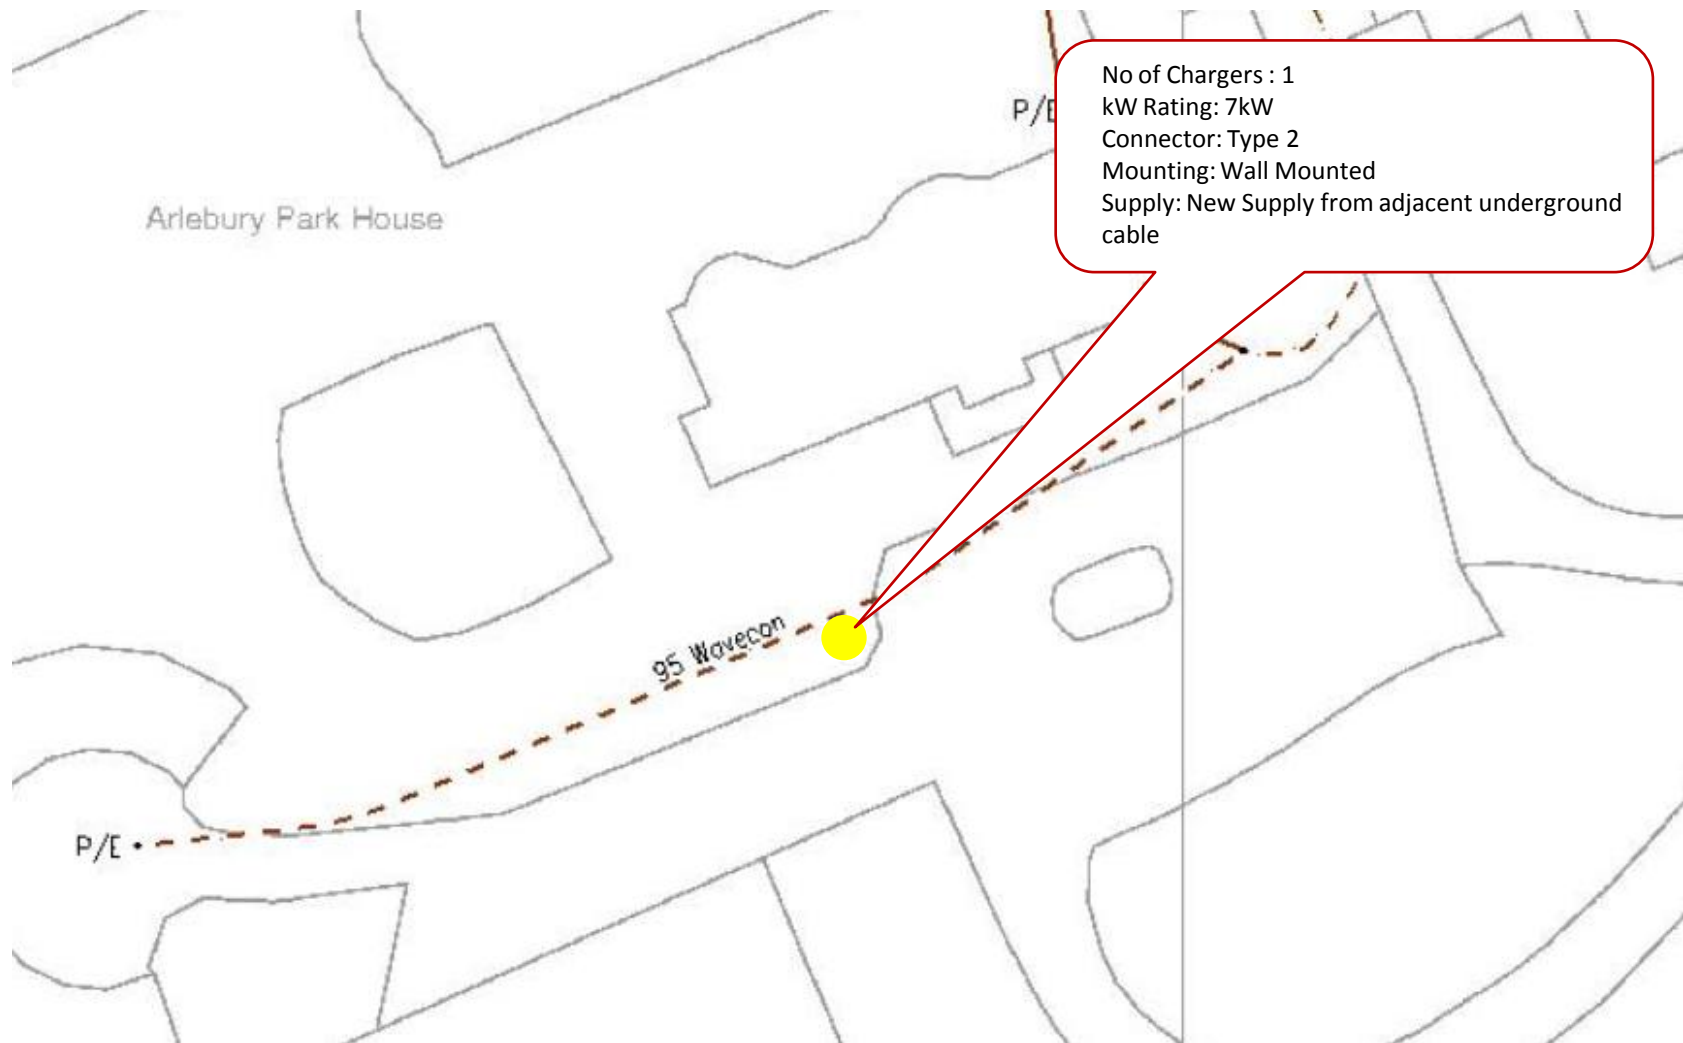 No of Chargers : 1
kW Rating: 7kW
Connector: Type 2
Mounting: Wall Mounted
Supply: New Supply from adjacent underground
cable
P/E
Arlebury Park House
95 Wavecon
P/E